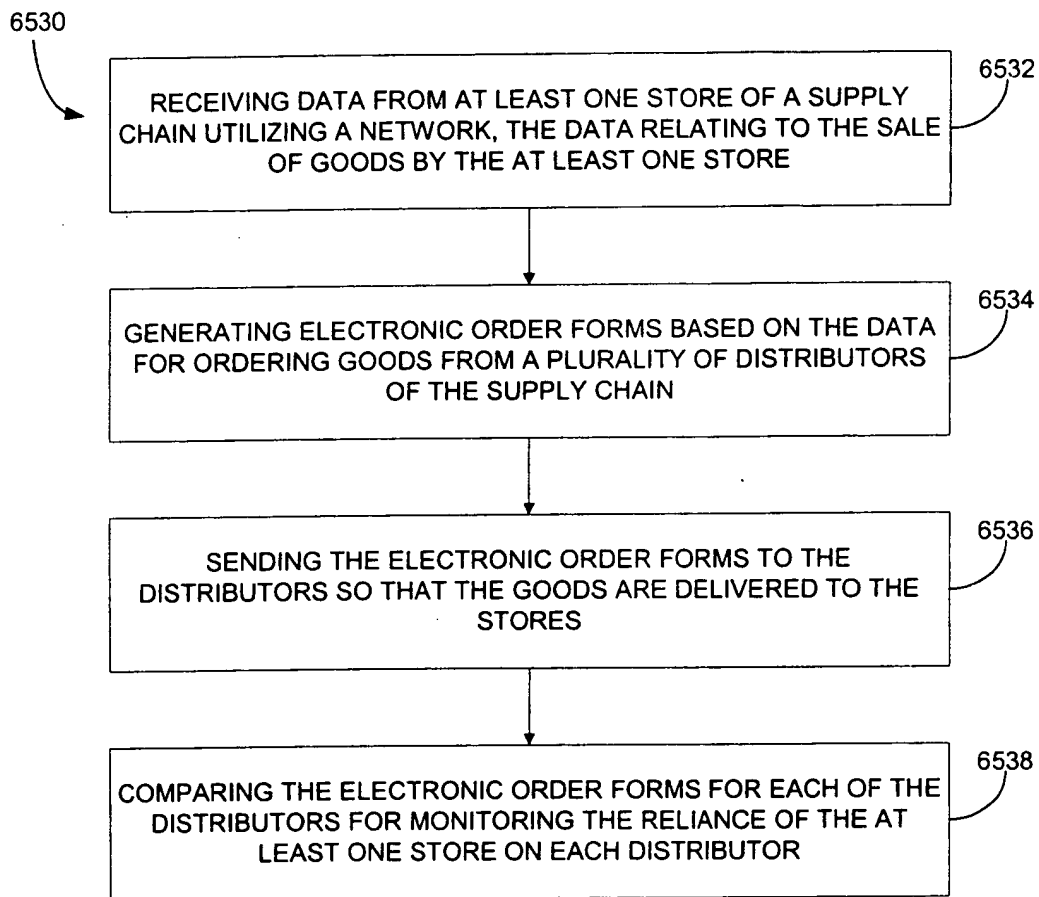 6530
RECEIVING DATA FROM AT LEAST ONE STORE OF A SUPPLY
CHAIN UTILIZING A NETWORK, THE DATA RELATING TO THE SALE
OF GOODS BY THE AT LEAST ONE STORE
6532
GENERATING ELECTRONIC ORDER FORMS BASED ON THE DATA
FOR ORDERING GOODS FROM A PLURALITY OF DISTRIBUTORS
OF THE SUPPLY CHAIN
6534
SENDING THE ELECTRONIC ORDER FORMS TO THE
DISTRIBUTORS SO THAT THE GOODS ARE DELIVERED TO THE
STORES
6536
COMPARING THE ELECTRONIC ORDER FORMS FOR EACH OF THE
DISTRIBUTORS FOR MONITORING THE RELIANCE OF THE AT
LEAST ONE STORE ON EACH DISTRIBUTOR
6538